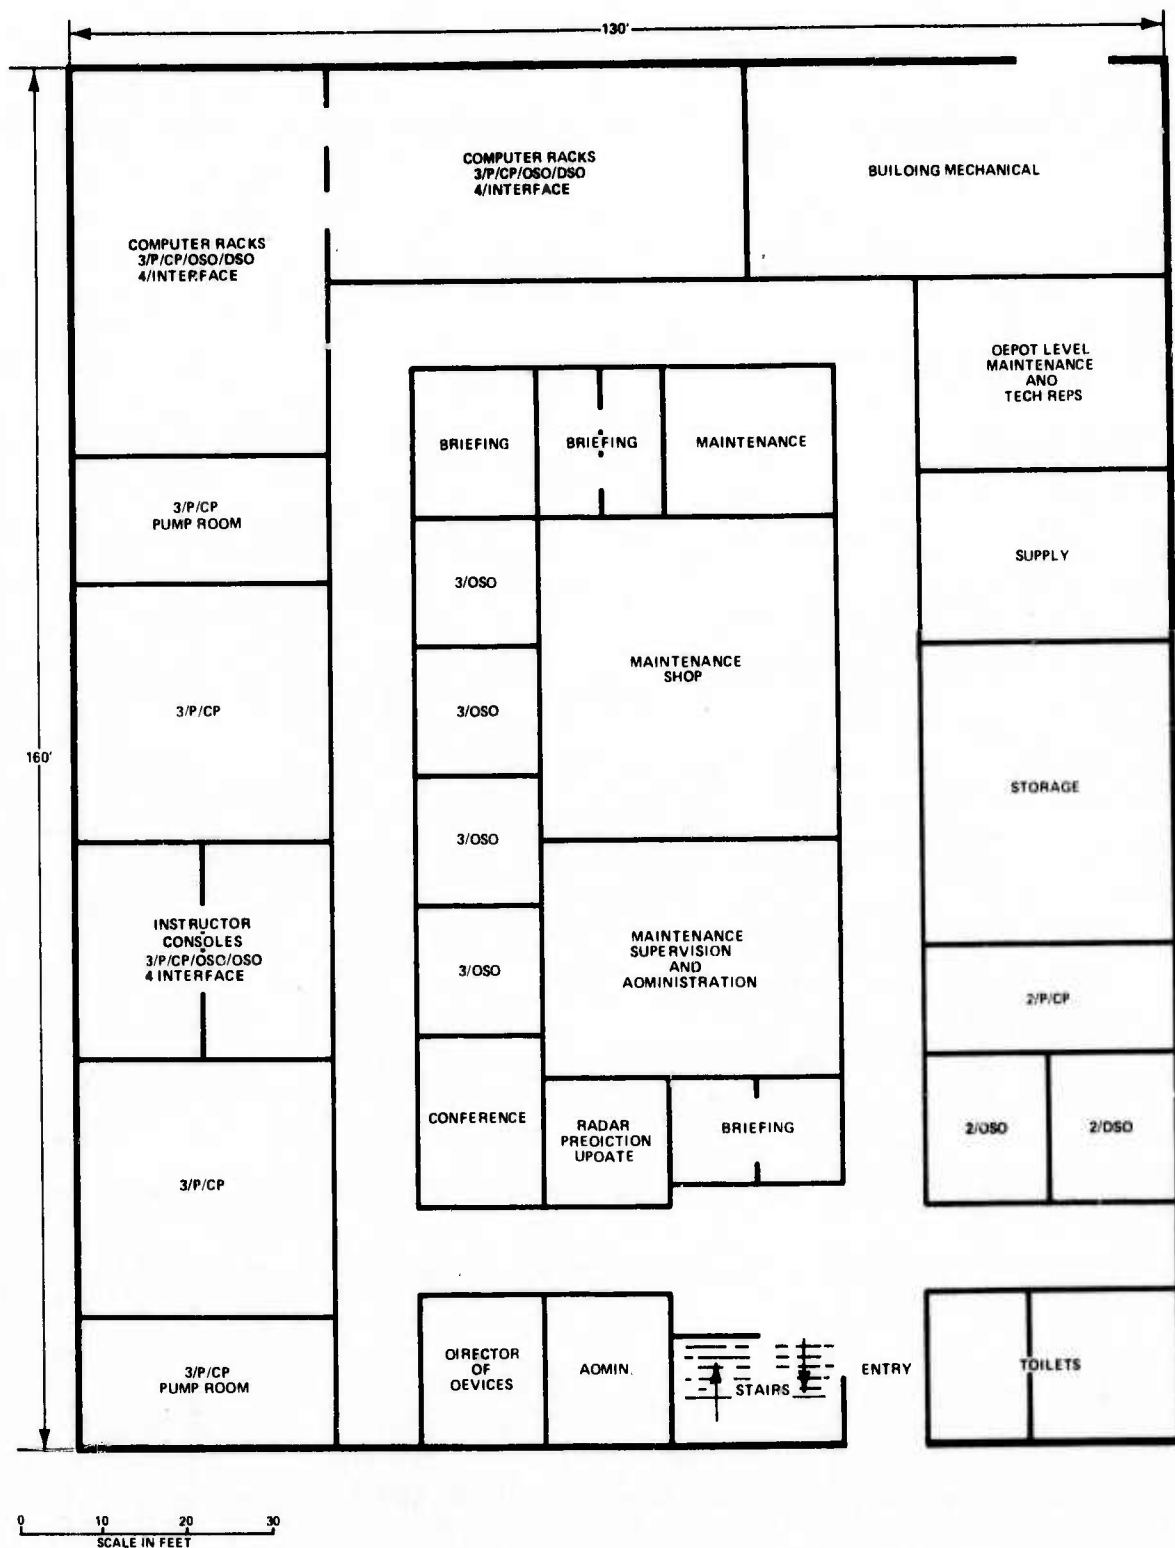 130'
COMPUTER RACKS
3/P/CP/OSO/DSO
4/INTERFACE
BUILOING MECHANICAL
COMPUTER RACKS
3/P/CP/OSO/DSO
4/INTERFACE
OEPOT LEVEL
MAINTENANCE
AND
TECH REPS
BRIEFING
BRIEFING
MAINTENANCE
3/P/CP
PUMP ROOM
SUPPLY
3/OSO
MAINTENANCE
SHOP
3/P/CP
3/OSO
160'
STORAGE
3/OSO
INSTRUCTOR
CONSOLES
3/P/CP/OSO/OSO
4 INTERFACE
3/OSO
MAINTENANCE
SUPERVISION
AND
AOMINISTRATION
2/P/CP
CONFERENCE
RADAR
PREOICTION
UPOATE
BRIEFING
2/OSO
2/DSO
3/P/CP
3/P/CP
PUMP ROOM
OIRECTOR
OF
OEVICES
AOMIN.
STAIRS
ENTRY
TOILETS
0 10 20 30
SCALE IN FEET